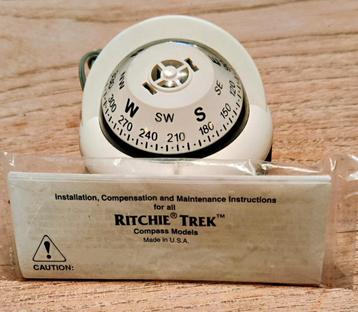 NW
W
SW
S
SE
300
270
240
210
180
150
120
Installation, Compensation and Maintenance Instructions
for all
RITCHIE® TREK™
Compass Models
Made in U.S.A.
CAUTION: